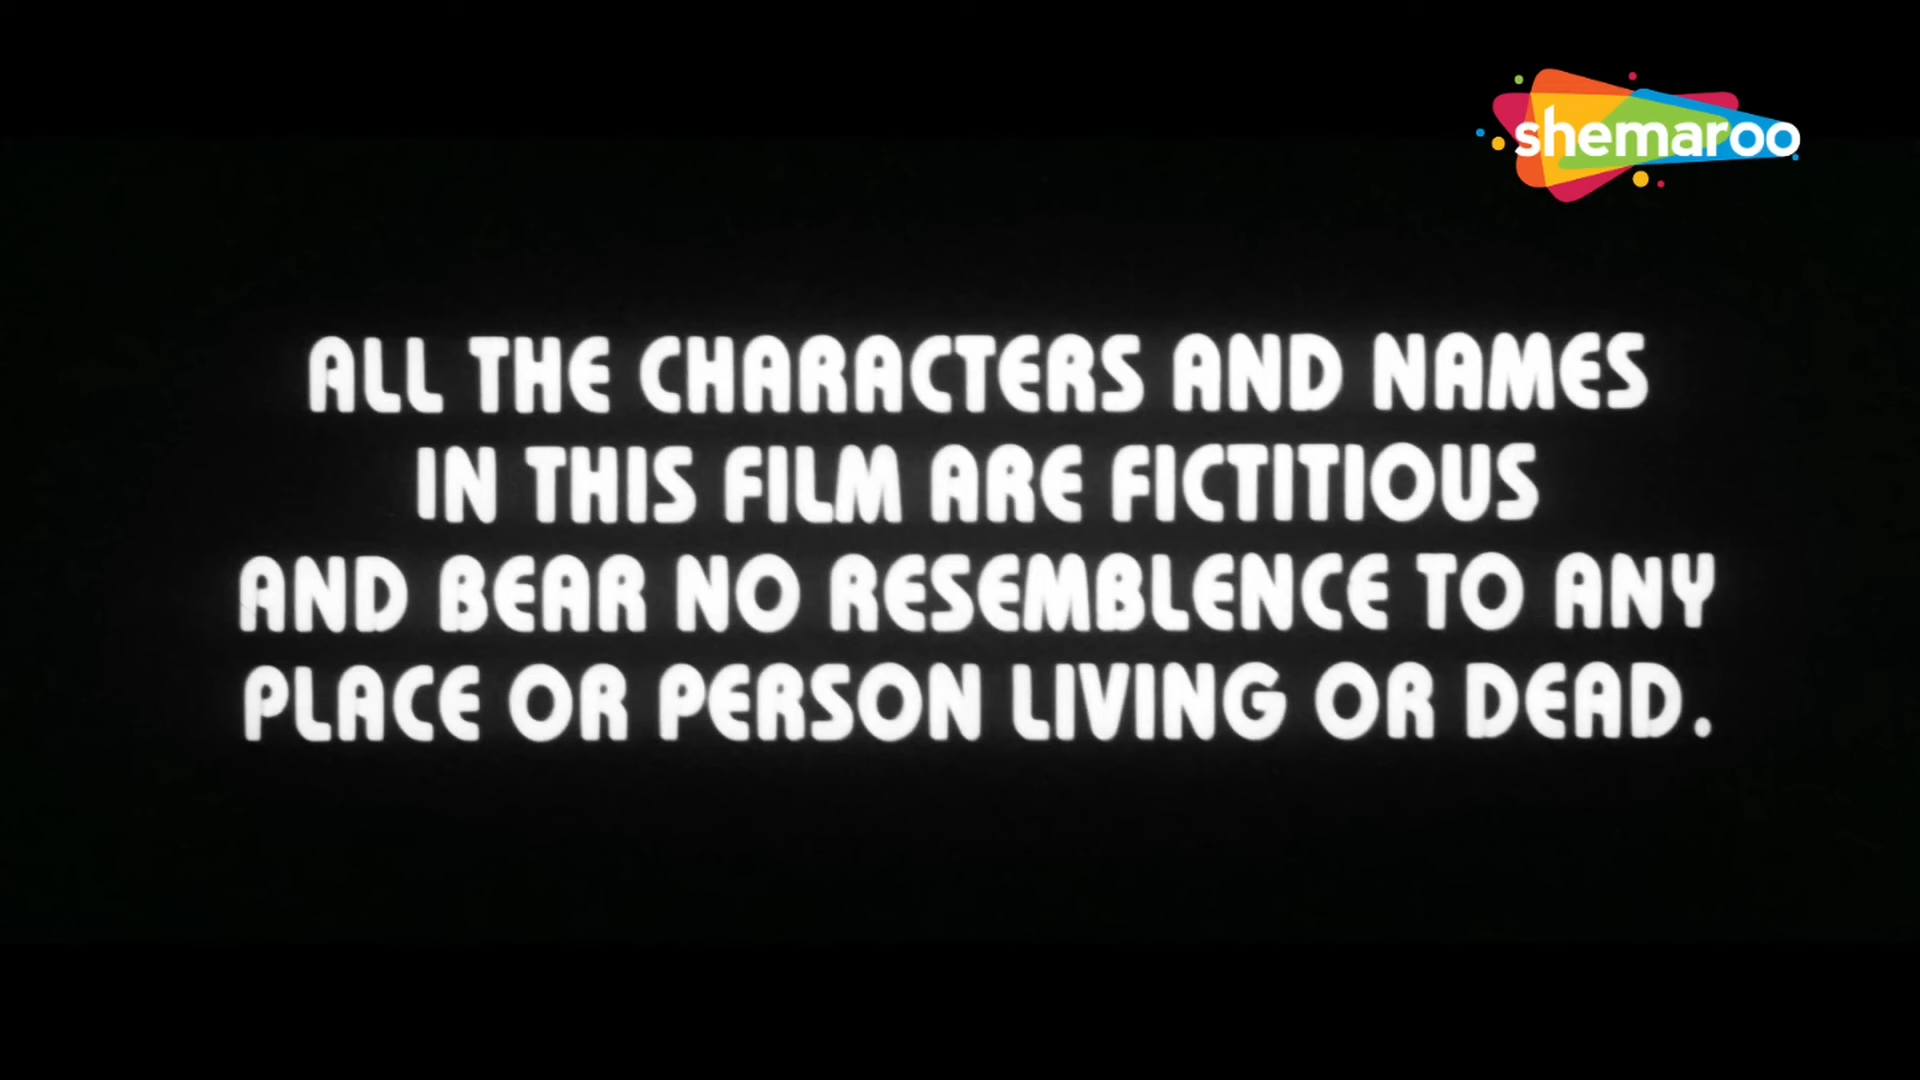 shemaroo
ALL THE CHARACTERS AND NAMES
IN THIS FILM ARE FICTITIOUS
AND BEAR NO RESEMBLENCE TO ANY
PLACE OR PERSON LIVING OR DEAD.